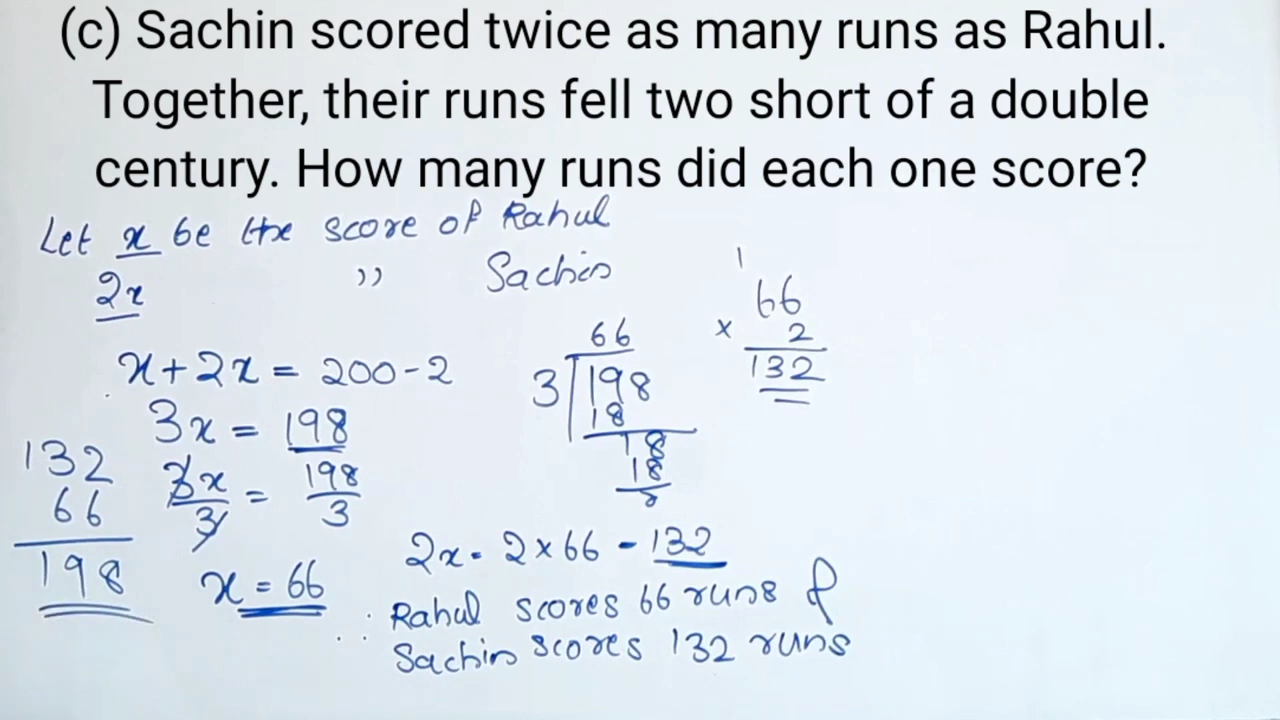 (c) Sachin scored twice as many runs as Rahul.
Together, their runs fell two short of a double
century. How many runs did each one score?
Let x be the score of Rahul
2x " Sachin
x+2x = 200-2
3x = 198
3x/3 = 198/3
x = 66
132
66
198
66
3 198
18
18
18
1
66
x 2
132
2x = 2×66 = 132
∴ Rahul scores 66 runs &
Sachin scores 132 runs